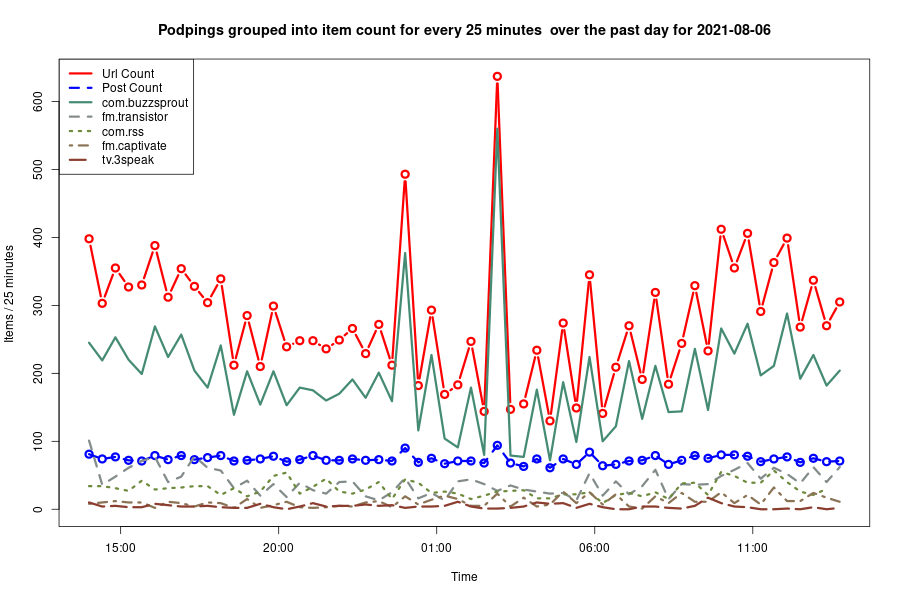 Podpings grouped into item count for every 25 minutes  over the past day for 2021-08-06
Url Count
Post Count
com.buzzsprout
fm.transistor
com.rss
fm.captivate
tv.3speak
Items / 25 minutes
600
500
400
300
200
100
0
15:00 20:00 01:00 06:00 11:00
Time